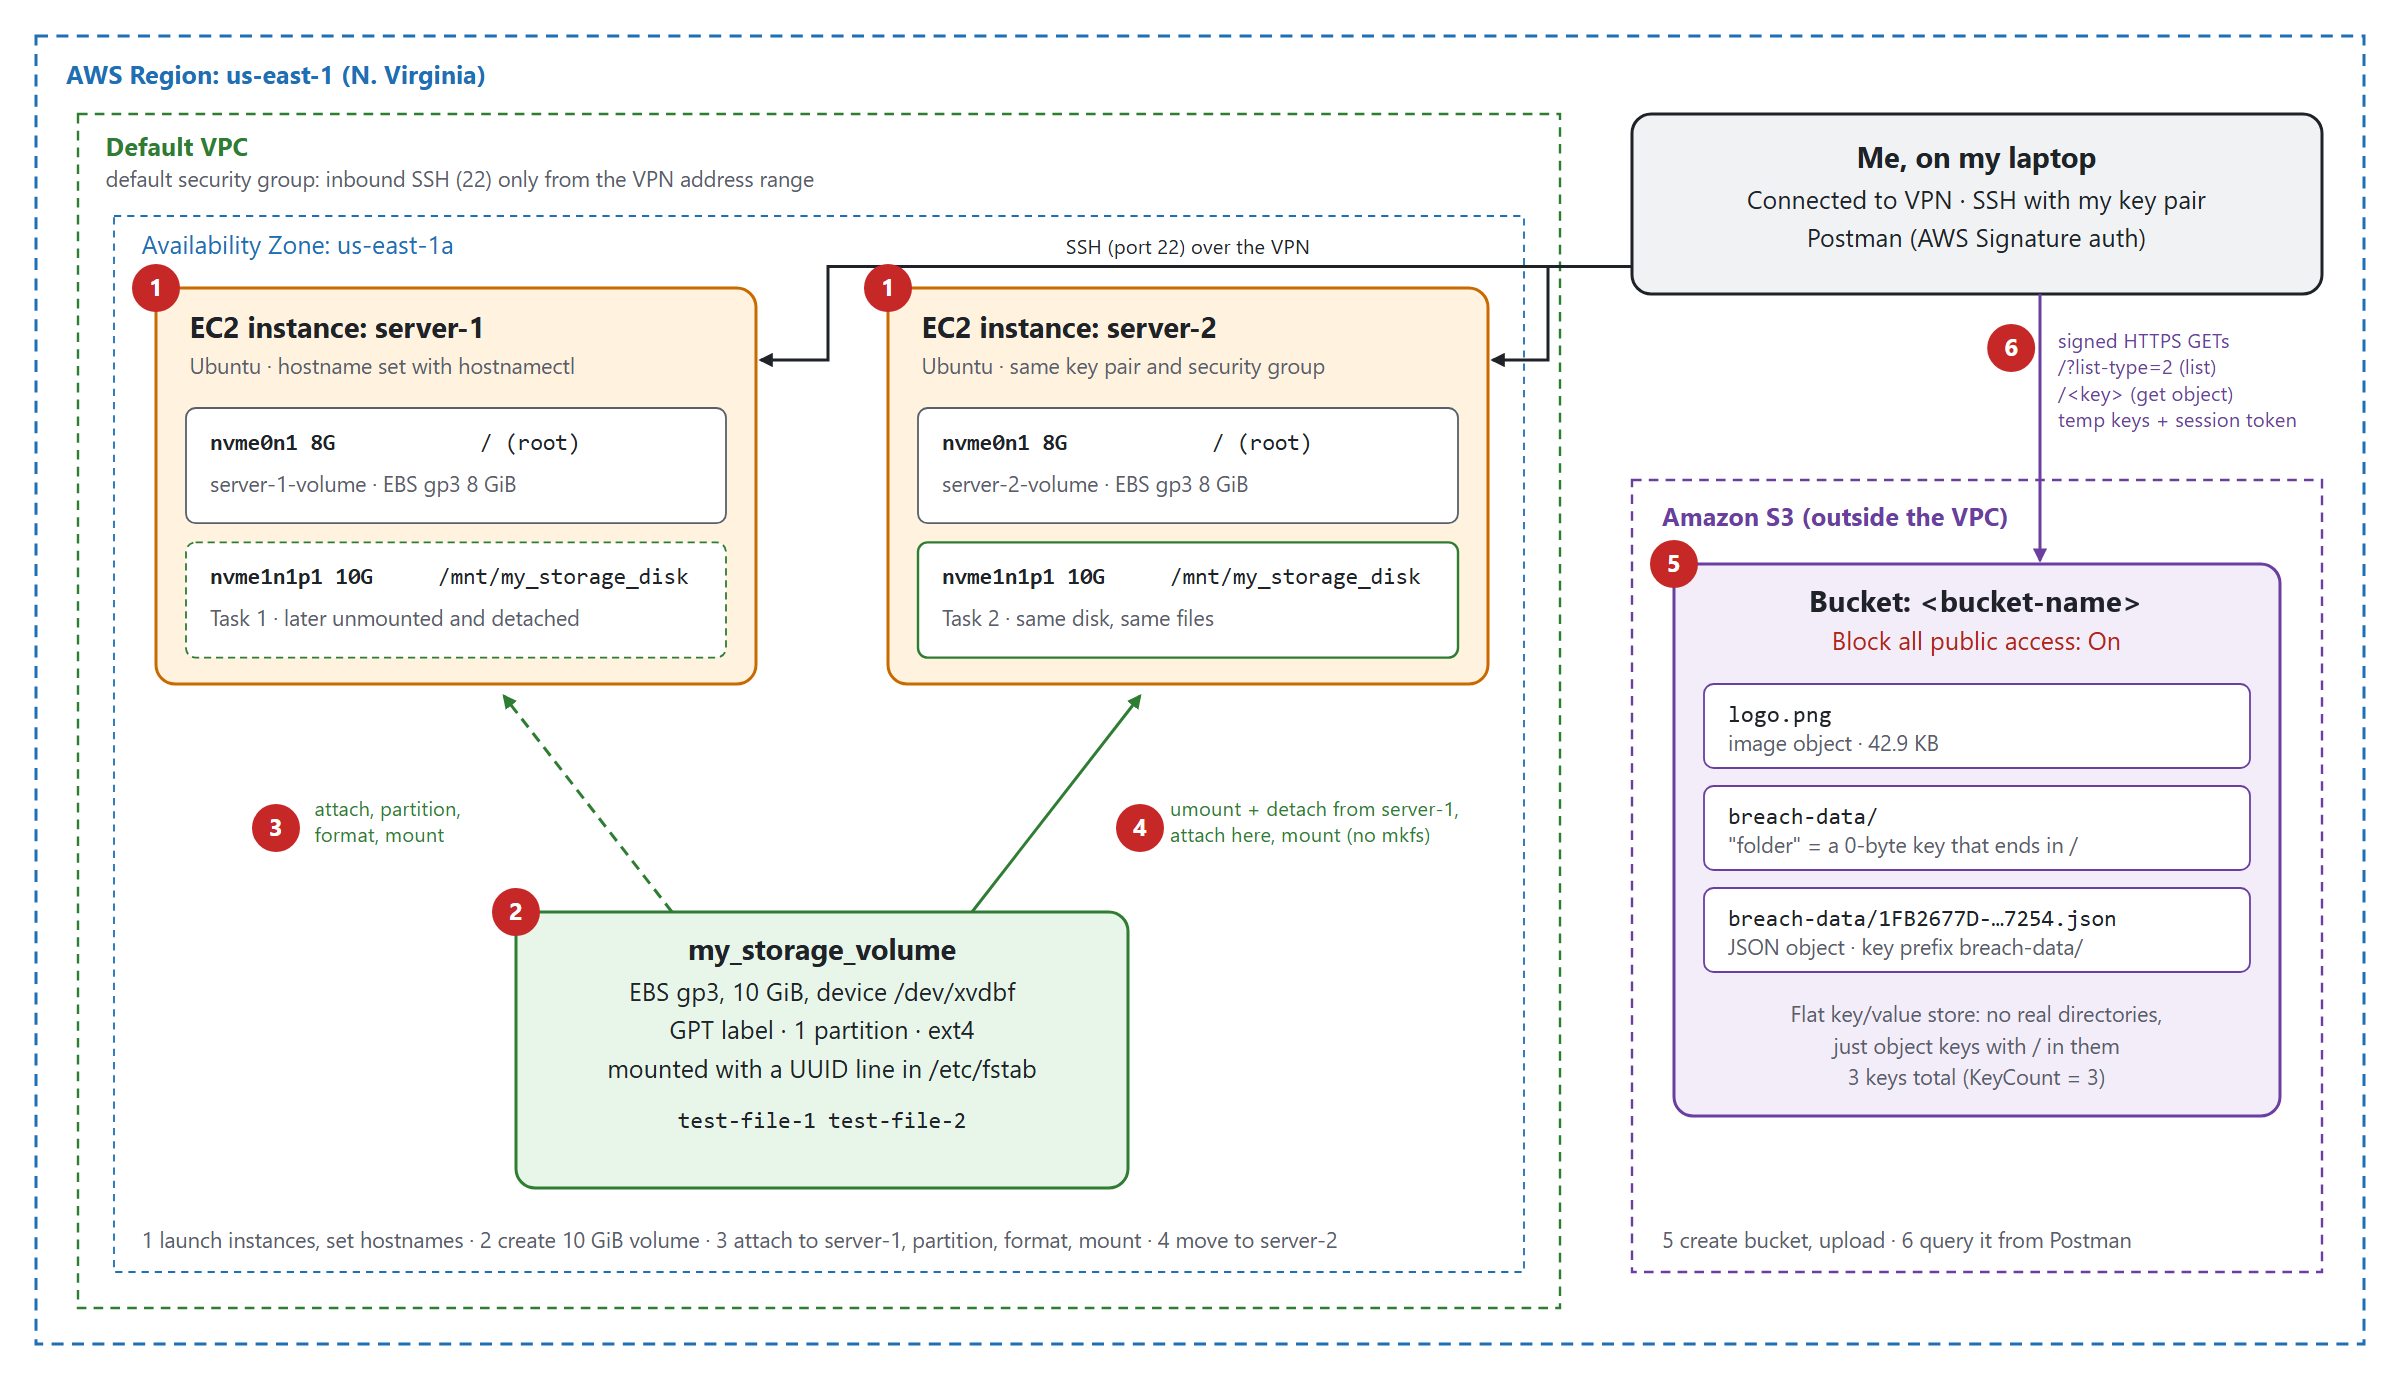 AWS Region: us-east-1 (N. Virginia)
Default VPC
default security group: inbound SSH (22) only from the VPN address range
Availability Zone: us-east-1a
SSH (port 22) over the VPN
1
EC2 instance: server-1
Ubuntu · hostname set with hostnamectl
nvme0n1 8G / (root)
server-1-volume · EBS gp3 8 GiB
nvme1n1p1 10G /mnt/my_storage_disk
Task 1 · later unmounted and detached
1
EC2 instance: server-2
Ubuntu · same key pair and security group
nvme0n1 8G / (root)
server-2-volume · EBS gp3 8 GiB
nvme1n1p1 10G /mnt/my_storage_disk
Task 2 · same disk, same files
3
attach, partition,
format, mount
4
umount + detach from server-1,
attach here, mount (no mkfs)
2
my_storage_volume
EBS gp3, 10 GiB, device /dev/xvdbf
GPT label · 1 partition · ext4
mounted with a UUID line in /etc/fstab
test-file-1 test-file-2
1 launch instances, set hostnames · 2 create 10 GiB volume · 3 attach to server-1, partition, format, mount · 4 move to server-2
Me, on my laptop
Connected to VPN · SSH with my key pair
Postman (AWS Signature auth)
6
signed HTTPS GETs
/?list-type=2 (list)
/<key> (get object)
temp keys + session token
Amazon S3 (outside the VPC)
5
Bucket: <bucket-name>
Block all public access: On
logo.png
image object · 42.9 KB
breach-data/
"folder" = a 0-byte key that ends in /
breach-data/1FB2677D-…7254.json
JSON object · key prefix breach-data/
Flat key/value store: no real directories,
just object keys with / in them
3 keys total (KeyCount = 3)
5 create bucket, upload · 6 query it from Postman